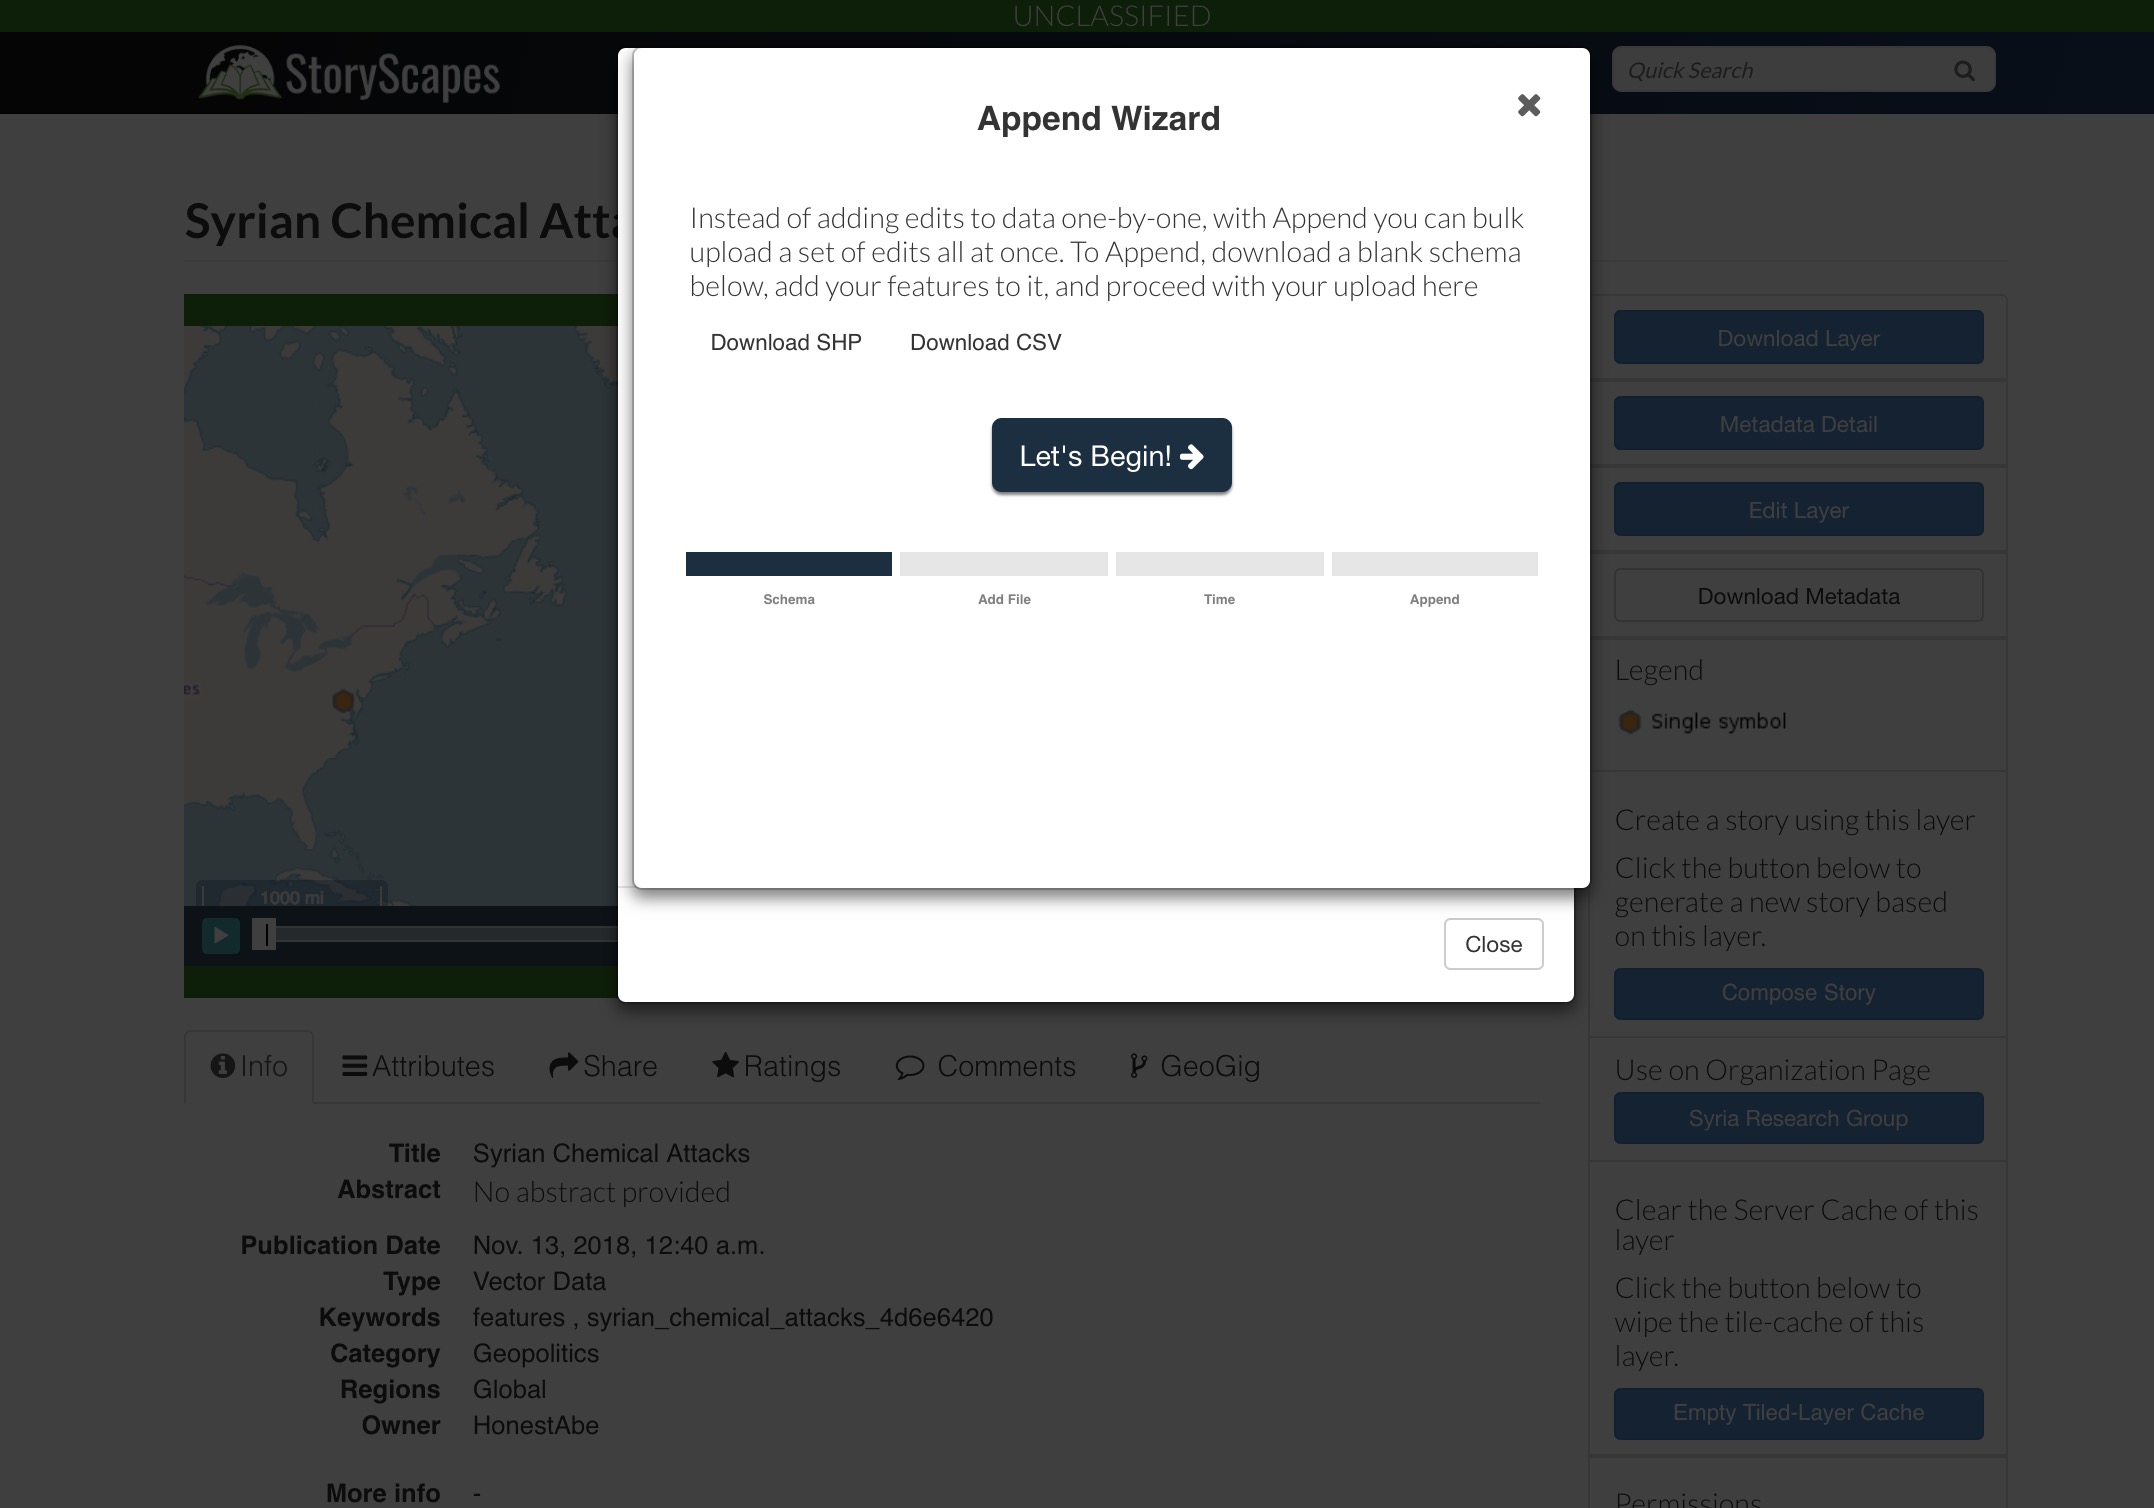 UNCLASSIFIED
StoryScapes
Quick Search
Append Wizard
Instead of adding edits to data one-by-one, with Append you can bulk
upload a set of edits all at once. To Append, download a blank schema
below, add your features to it, and proceed with your upload here
Download SHP
Download CSV
Let's Begin!
Schema
Add File
Time
Append
Close
Syrian Chemical Atta
es
1000 mi
Download Layer
Metadata Detail
Edit Layer
Download Metadata
Legend
Single symbol
Create a story using this layer
Click the button below to
generate a new story based
on this layer.
Compose Story
Use on Organization Page
Syria Research Group
Clear the Server Cache of this
layer
Click the button below to
wipe the tile-cache of this
layer.
Empty Tiled-Layer Cache
Permissions
Info
Attributes
Share
Ratings
Comments
GeoGig
Title Syrian Chemical Attacks
Abstract No abstract provided
Publication Date Nov. 13, 2018, 12:40 a.m.
Type Vector Data
Keywords features , syrian_chemical_attacks_4d6e6420
Category Geopolitics
Regions Global
Owner HonestAbe
More info -